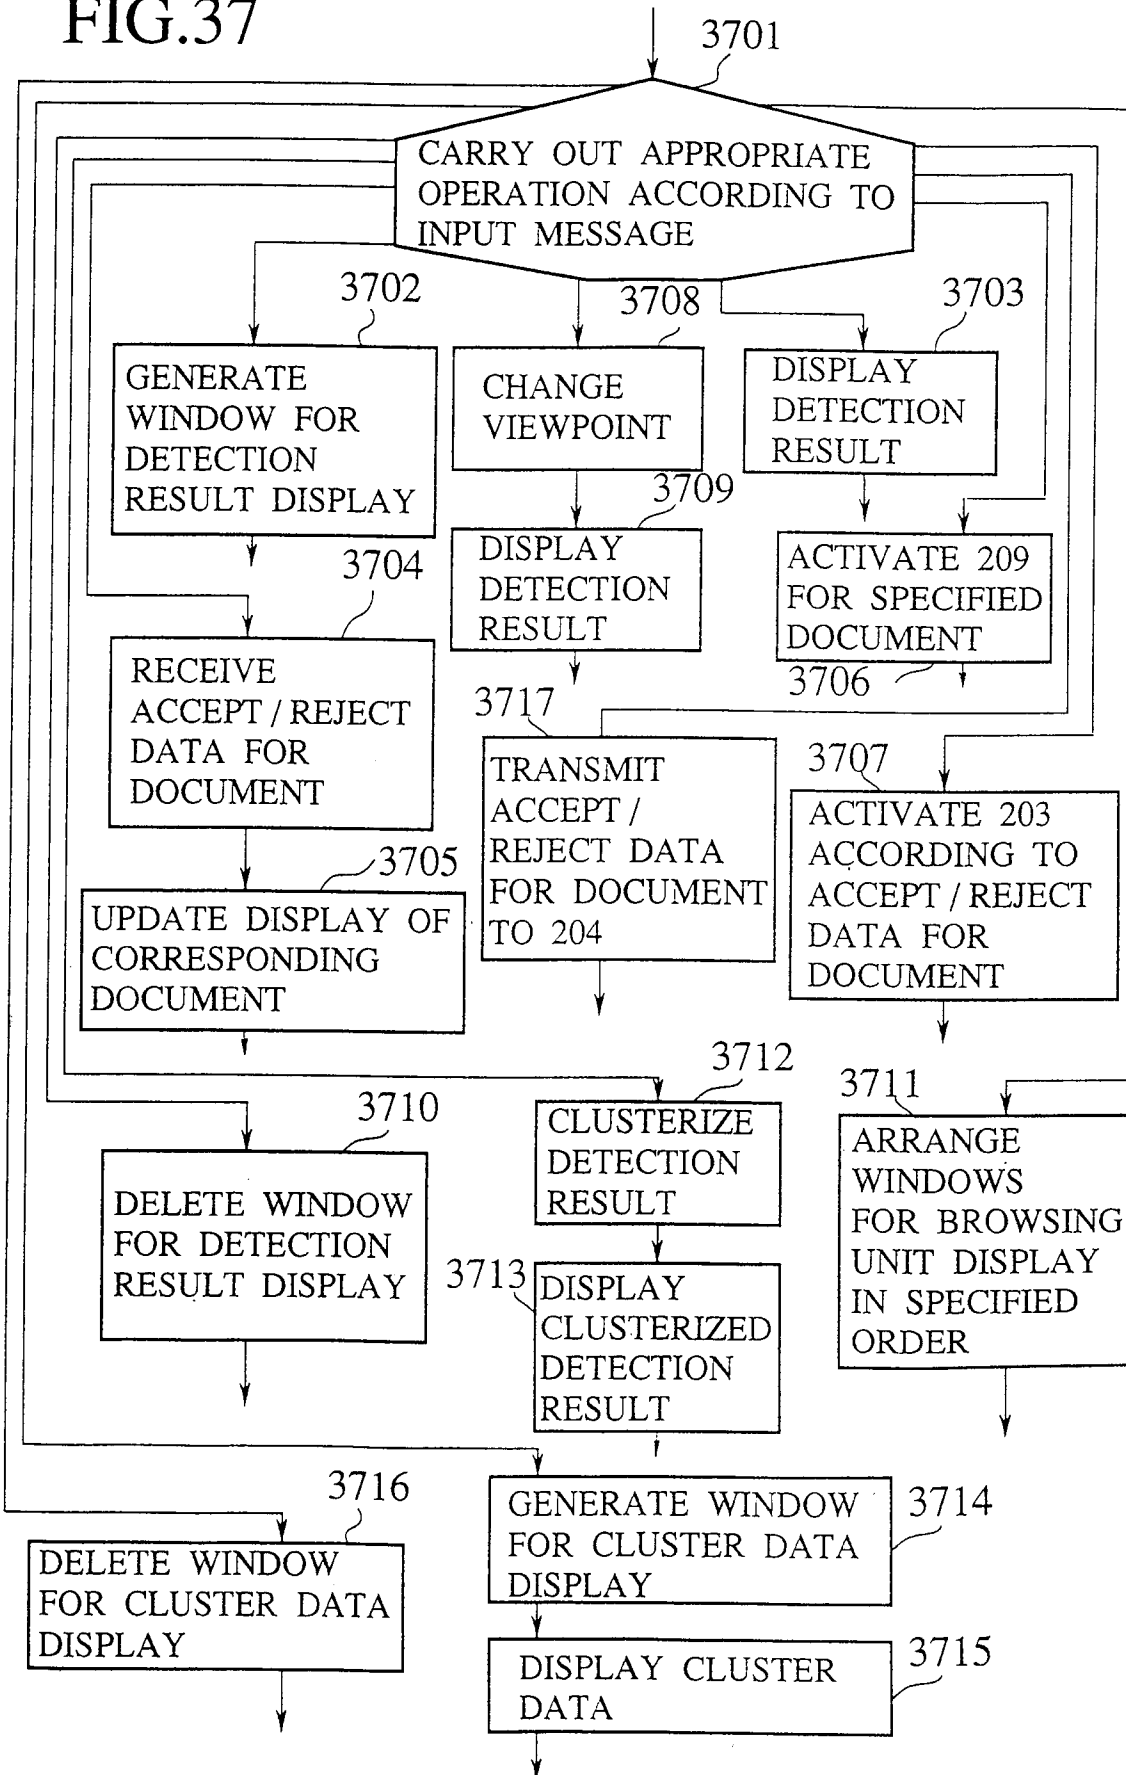 FIG.37
3701
CARRY OUT APPROPRIATE
OPERATION ACCORDING TO
INPUT MESSAGE
3702
GENERATE
WINDOW FOR
DETECTION
RESULT DISPLAY
3708
CHANGE
VIEWPOINT
3703
DISPLAY
DETECTION
RESULT
3709
DISPLAY
DETECTION
RESULT
ACTIVATE 209
FOR SPECIFIED
DOCUMENT
3706
3704
RECEIVE
ACCEPT / REJECT
DATA FOR
DOCUMENT
3717
TRANSMIT
ACCEPT /
REJECT DATA
FOR DOCUMENT
TO 204
3707
ACTIVATE 203
ACCORDING TO
ACCEPT / REJECT
DATA FOR
DOCUMENT
3705
UPDATE DISPLAY OF
CORRESPONDING
DOCUMENT
3710
DELETE WINDOW
FOR DETECTION
RESULT DISPLAY
3712
CLUSTERIZE
DETECTION
RESULT
3711
ARRANGE
WINDOWS
FOR BROWSING
UNIT DISPLAY
IN SPECIFIED
ORDER
3713
DISPLAY
CLUSTERIZED
DETECTION
RESULT
3716
DELETE WINDOW
FOR CLUSTER DATA
DISPLAY
3714
GENERATE WINDOW
FOR CLUSTER DATA
DISPLAY
3715
DISPLAY CLUSTER
DATA